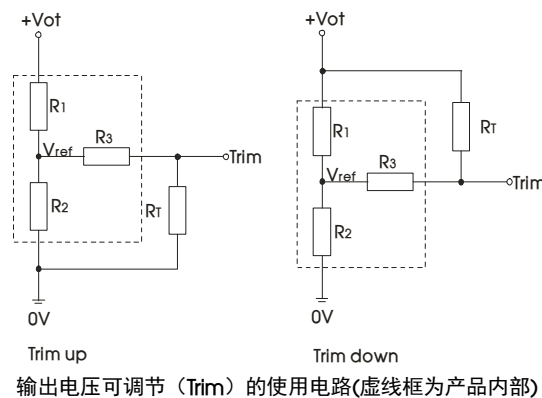 +Vot
R1
Vref
R3
Trim
R2
RT
0V
Trim up
+Vot
R1
RT
Vref
R3
Trim
R2
0V
Trim down
输出电压可调节（Trim）的使用电路(虚线框为产品内部)